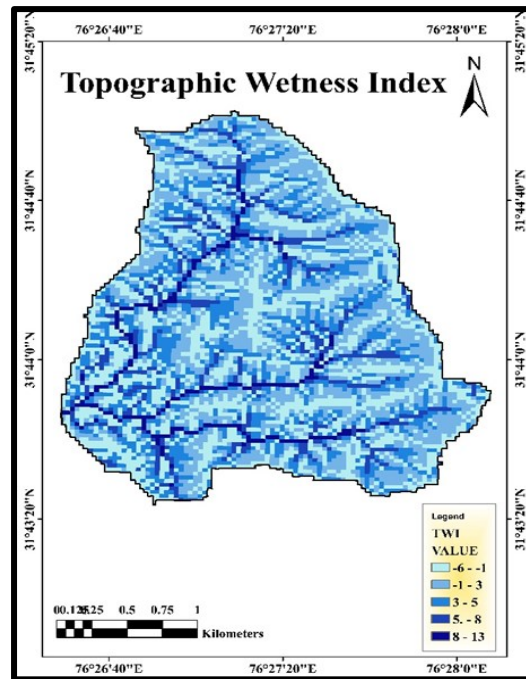 76°26'40"E 76°27'20"E 76°28'0"E
31°45'20"N 31°45'20"N
Topographic Wetness Index
N
31°44'40"N 31°44'40"N
31°44'0"N 31°44'0"N
31°43'20"N 31°43'20"N
Legend
TWI
VALUE
-6 - -1
-1 - 3
3 - 5
5. - 8
8 - 13
0.5 0.75 1
Kilometers
76°26'40"E 76°27'20"E 76°28'0"E